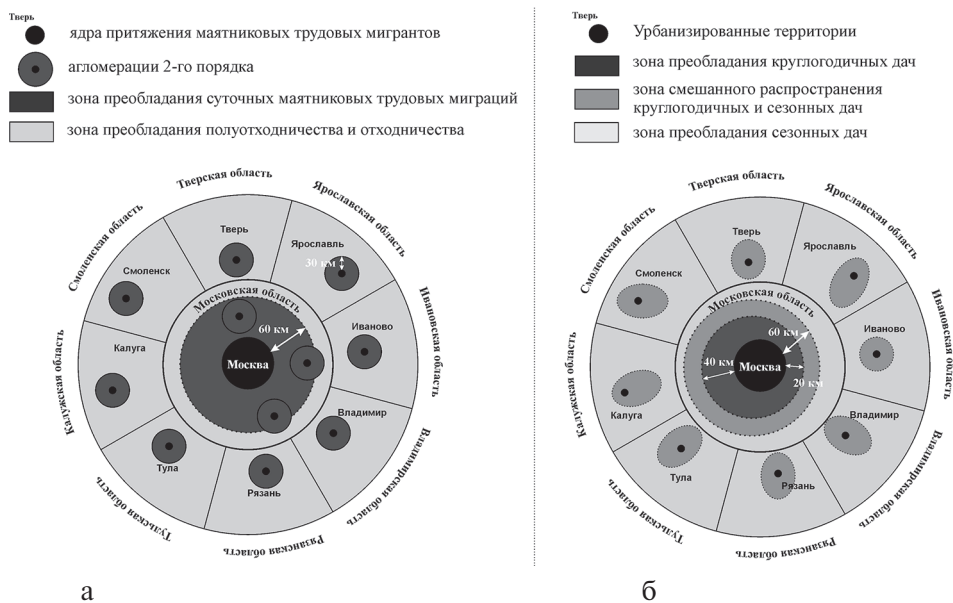 Тверь
ядра притяжения маятниковых трудовых мигрантов
агломерации 2-го порядка
зона преобладания суточных маятниковых трудовых миграций
зона преобладания полуотходничества и отходничества
Тверская область
Ярославская область
Ивановская область
Владимирская область
Рязанская область
Тульская область
Калужская область
Смоленская область
Тверь
Ярославль
30 км
Смоленск
Московская область
60 км
Иваново
Калуга
Москва
Владимир
Тула
Рязань
а
Тверь
Урбанизированные территории
зона преобладания круглогодичных дач
зона смешанного распространения
круглогодичных и сезонных дач
зона преобладания сезонных дач
Тверская область
Ярославская область
Ивановская область
Владимирская область
Рязанская область
Тульская область
Калужская область
Смоленская область
Тверь
Ярославль
Смоленск
Московская область
60 км
Иваново
40 км
Москва
20 км
Калуга
Владимир
Тула
Рязань
б